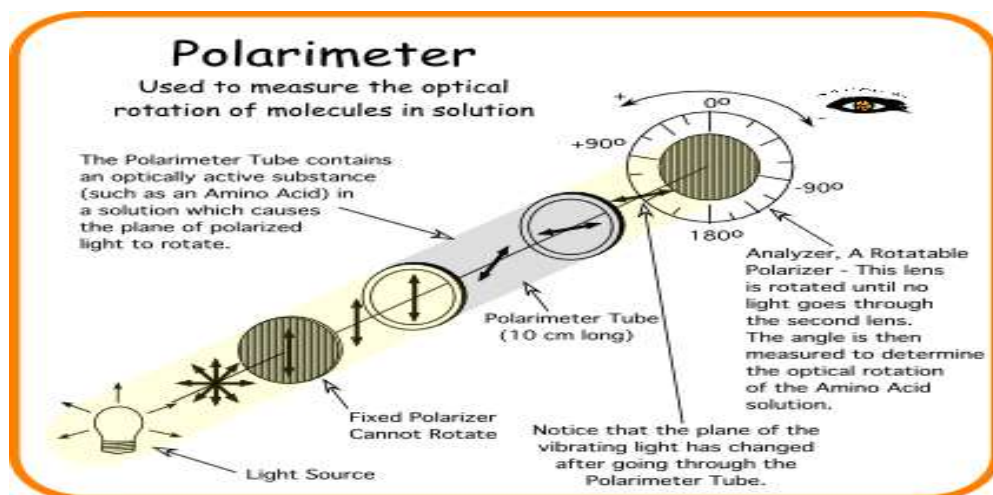 Polarimeter
Used to measure the optical
rotation of molecules in solution
The Polarimeter Tube contains
an optically active substance
(such as an Amino Acid) in
a solution which causes
the plane of polarized
light to rotate.
+
0º
-
+90º
-90º
180º
Analyzer, A Rotatable
Polarizer - This lens
is rotated until no
light goes through
the second lens.
The angle is then
measured to determine
the optical rotation
of the Amino Acid
solution.
Polarimeter Tube
(10 cm long)
Fixed Polarizer
Cannot Rotate
Notice that the plane of the
vibrating light has changed
after going through the
Polarimeter Tube.
Light Source